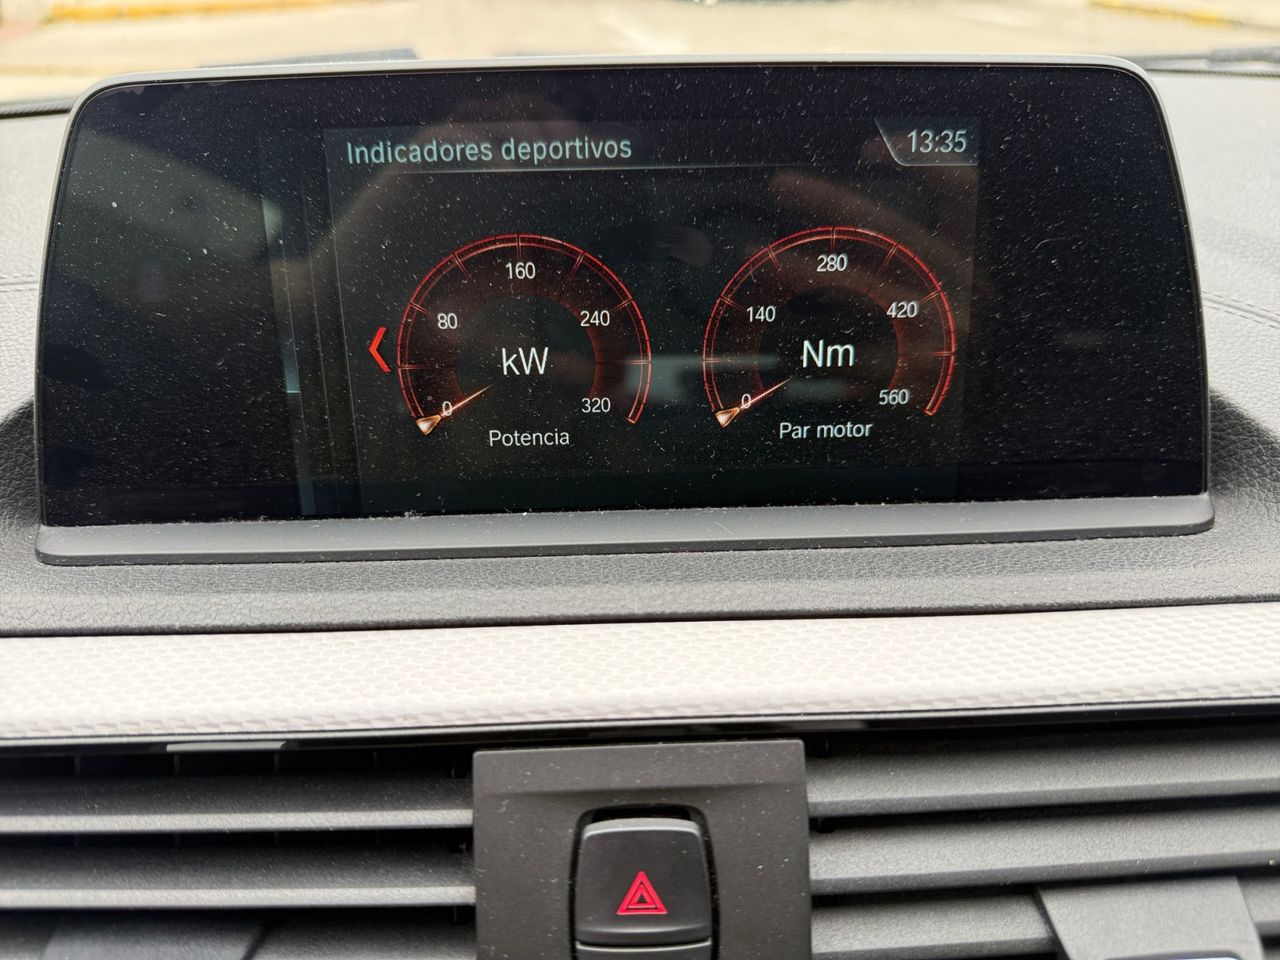 Indicadores deportivos
13:35
0
80
160
240
320
kW
Potencia
0
140
280
420
560
Nm
Par motor